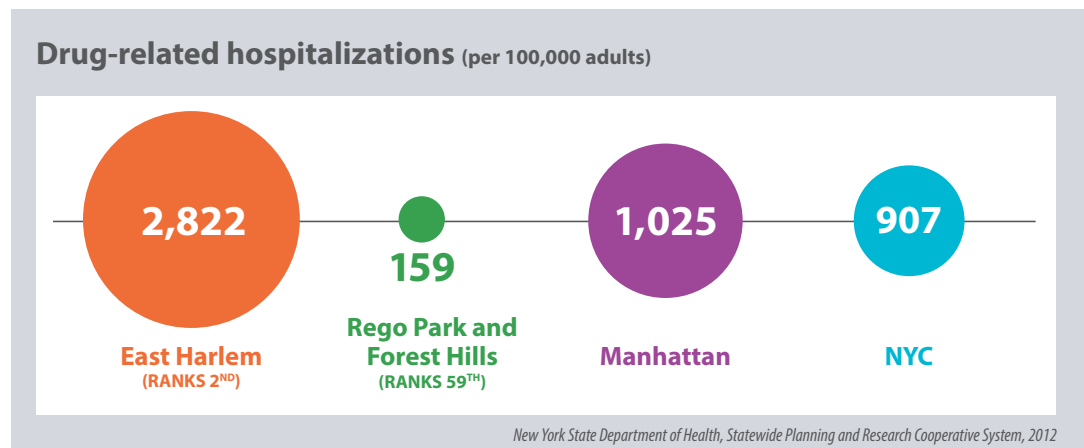 Drug-related hospitalizations (per 100,000 adults)
2,822
159
1,025
907
East Harlem
(RANKS 2ND)
Rego Park and
Forest Hills
(RANKS 59TH)
Manhattan
NYC
New York State Department of Health, Statewide Planning and Research Cooperative System, 2012